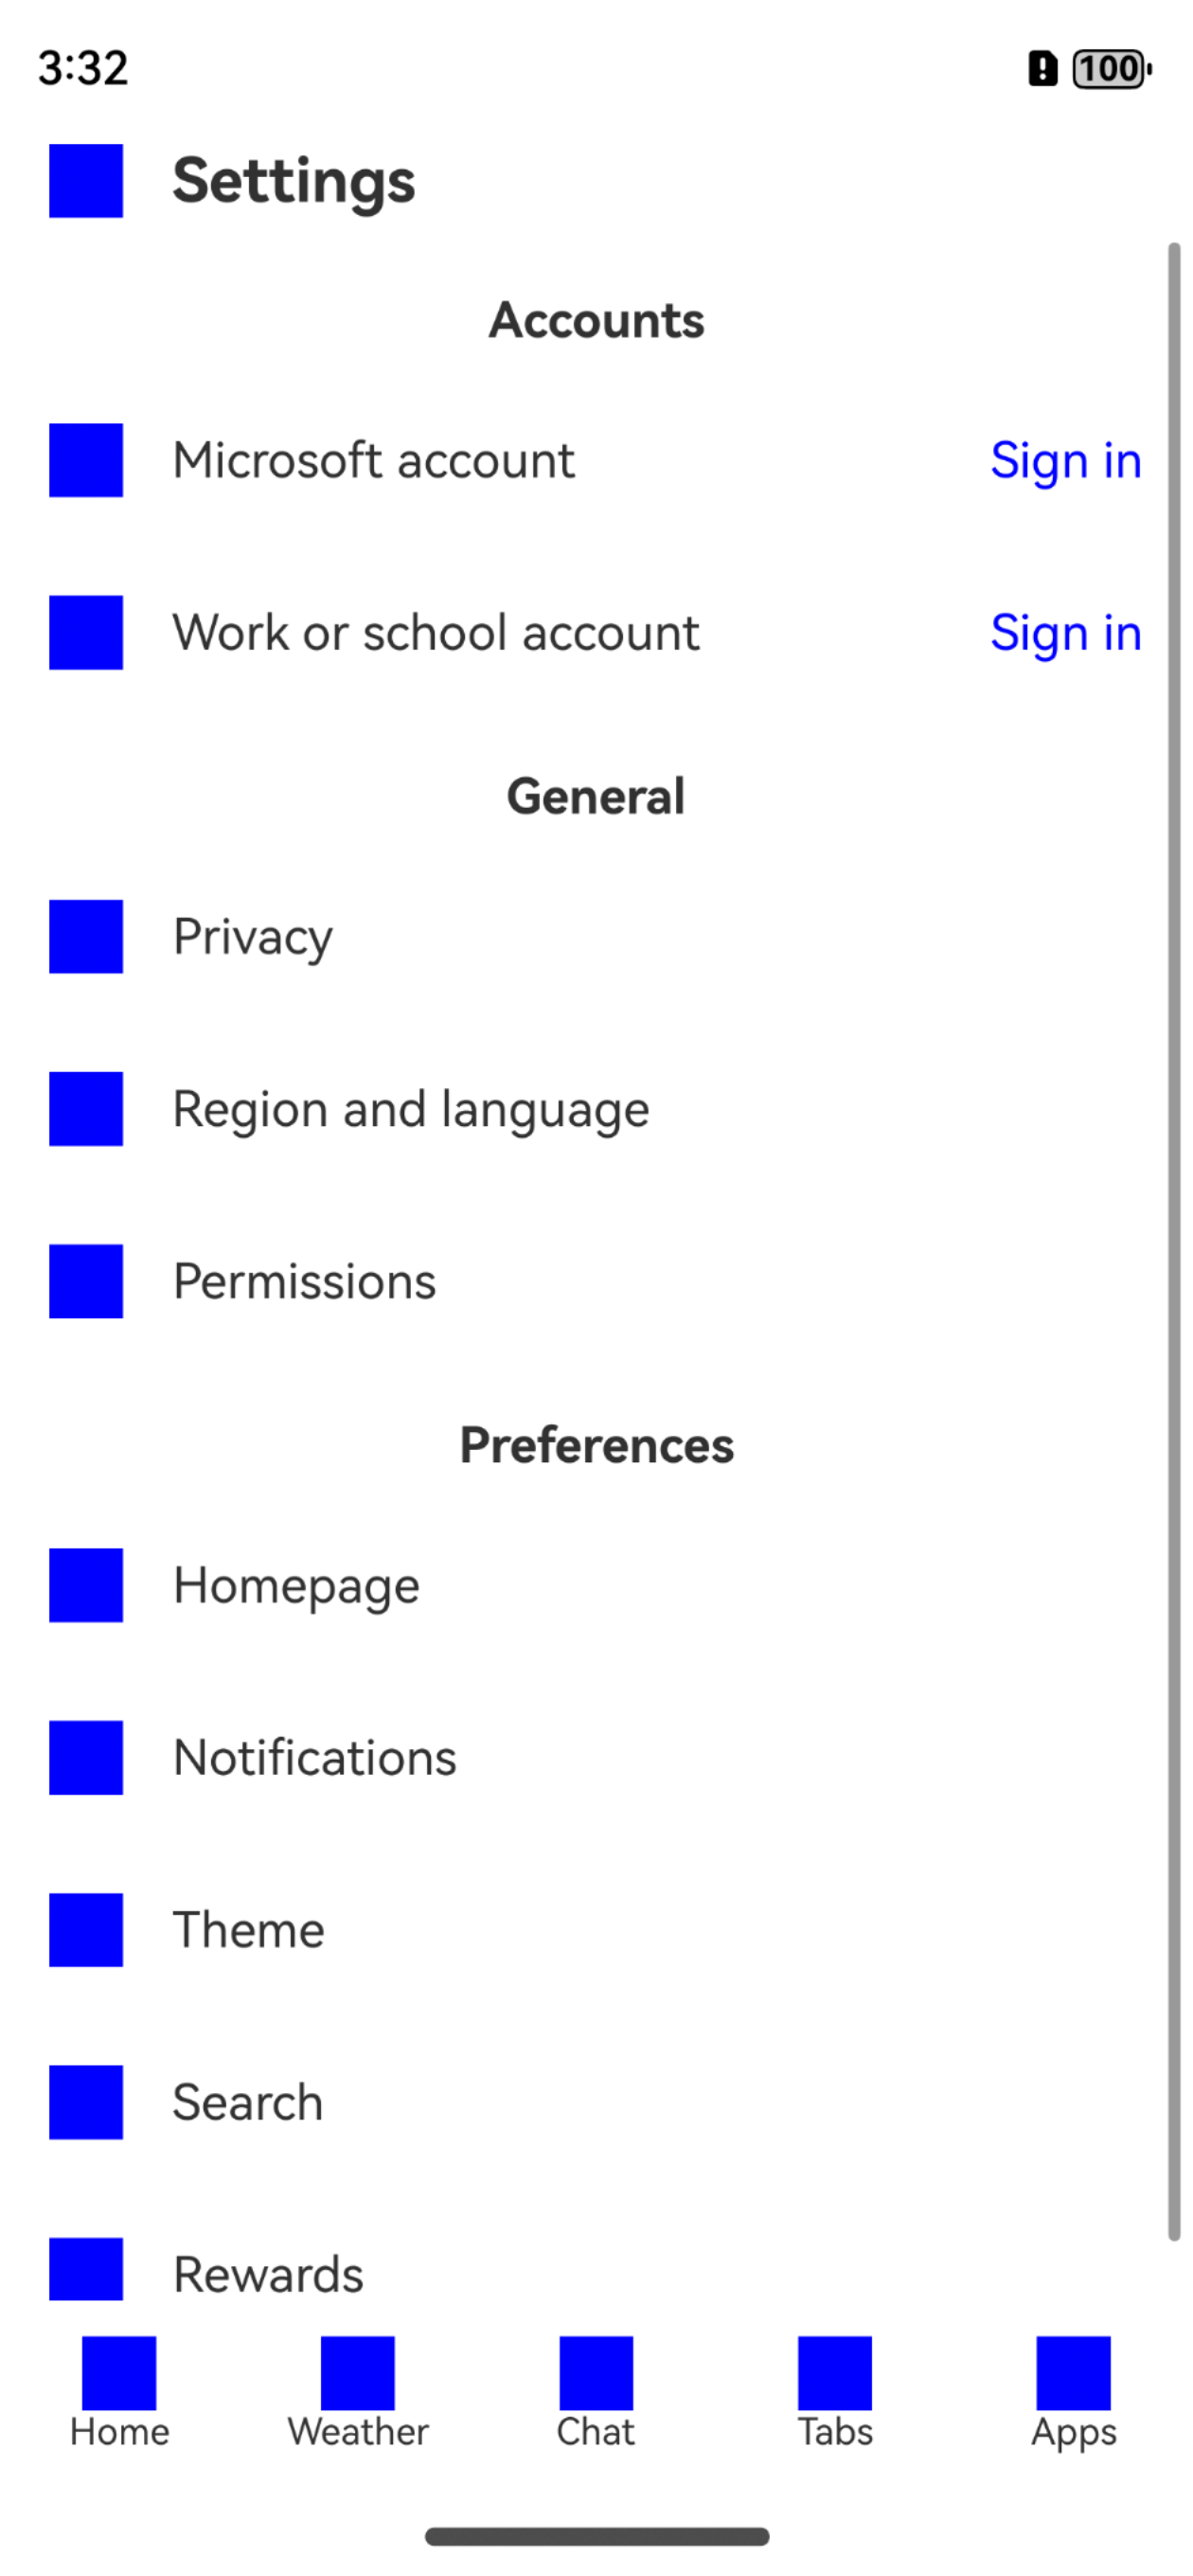 3:32
100
Settings
Accounts
Microsoft account Sign in
Work or school account Sign in
General
Privacy
Region and language
Permissions
Preferences
Homepage
Notifications
Theme
Search
Rewards
Home Weather Chat Tabs Apps